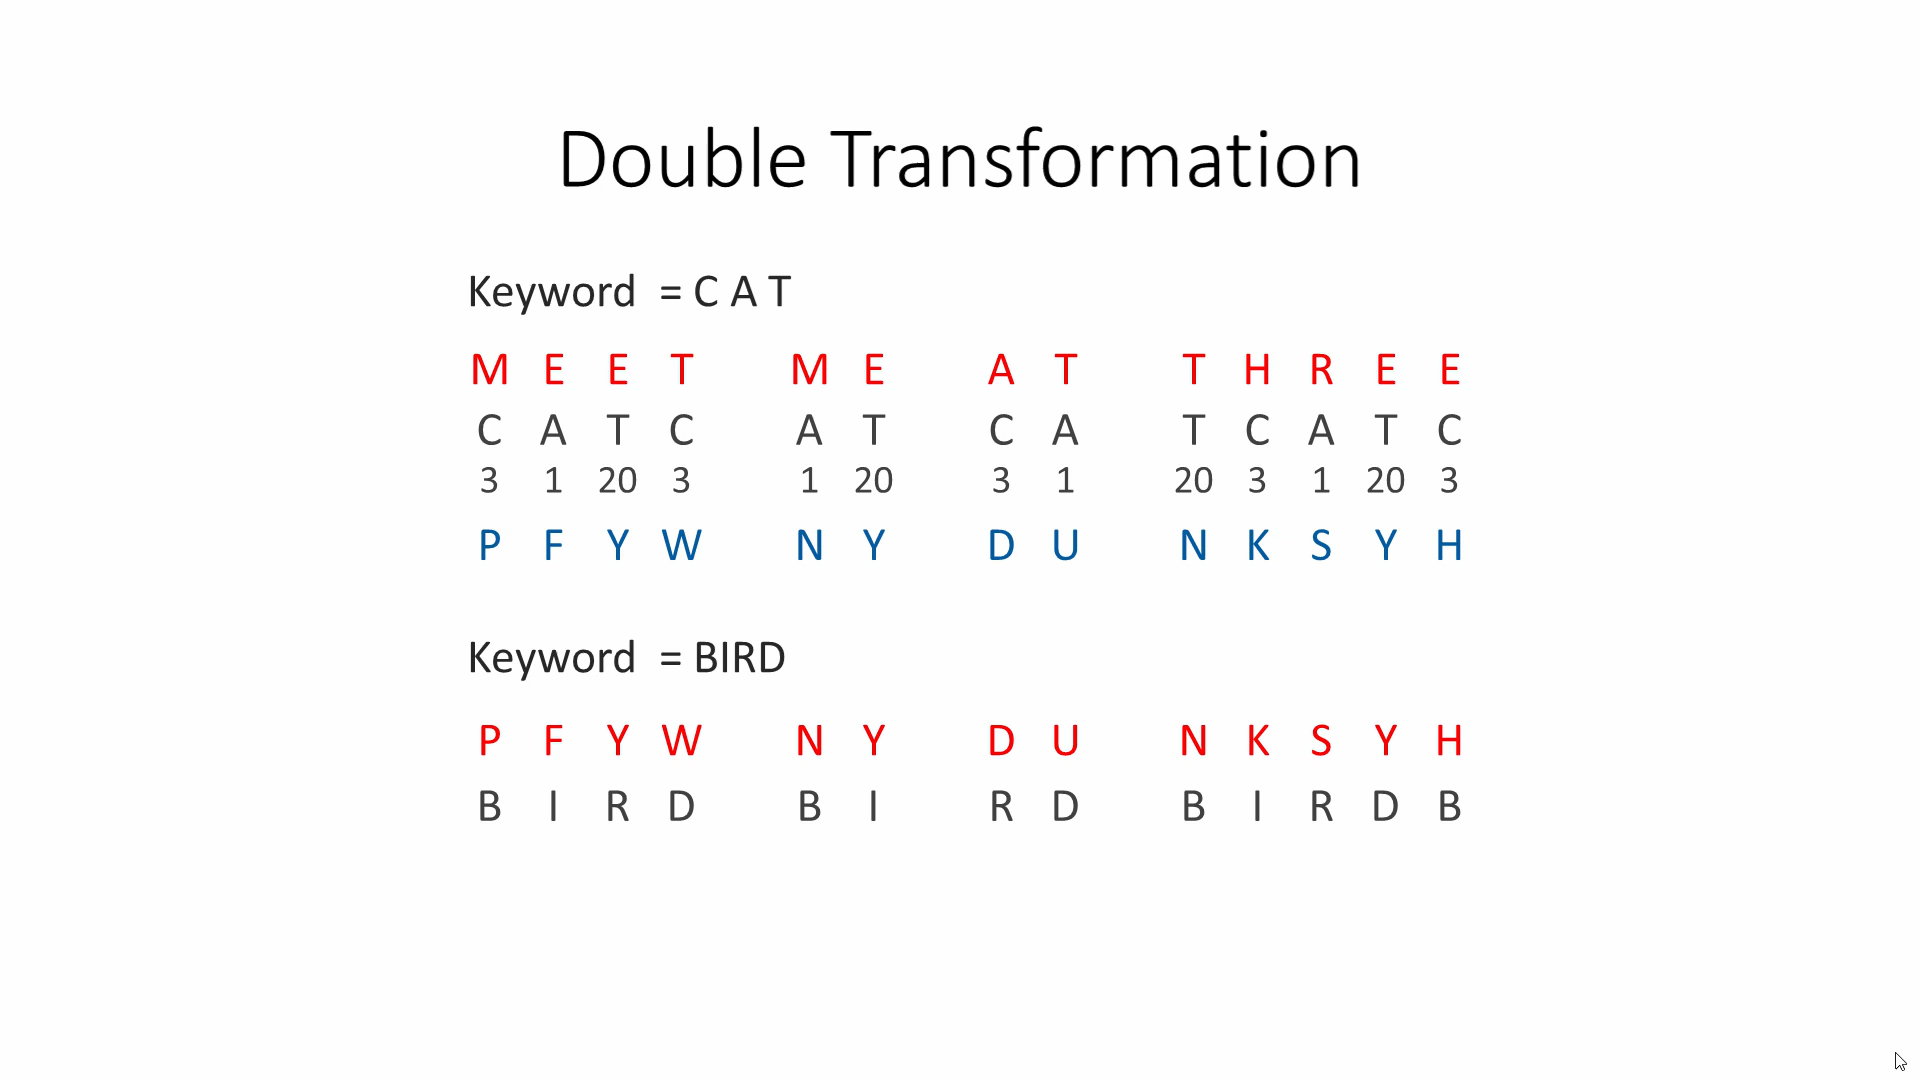 Double Transformation
Keyword = C A T
M E E T M E A T T H R E E
C A T C A T C A T C A T C
3 1 20 3 1 20 3 1 20 3 1 20 3
P F Y W N Y D U N K S Y H
Keyword = BIRD
P F Y W N Y D U N K S Y H
B I R D B I R D B I R D B